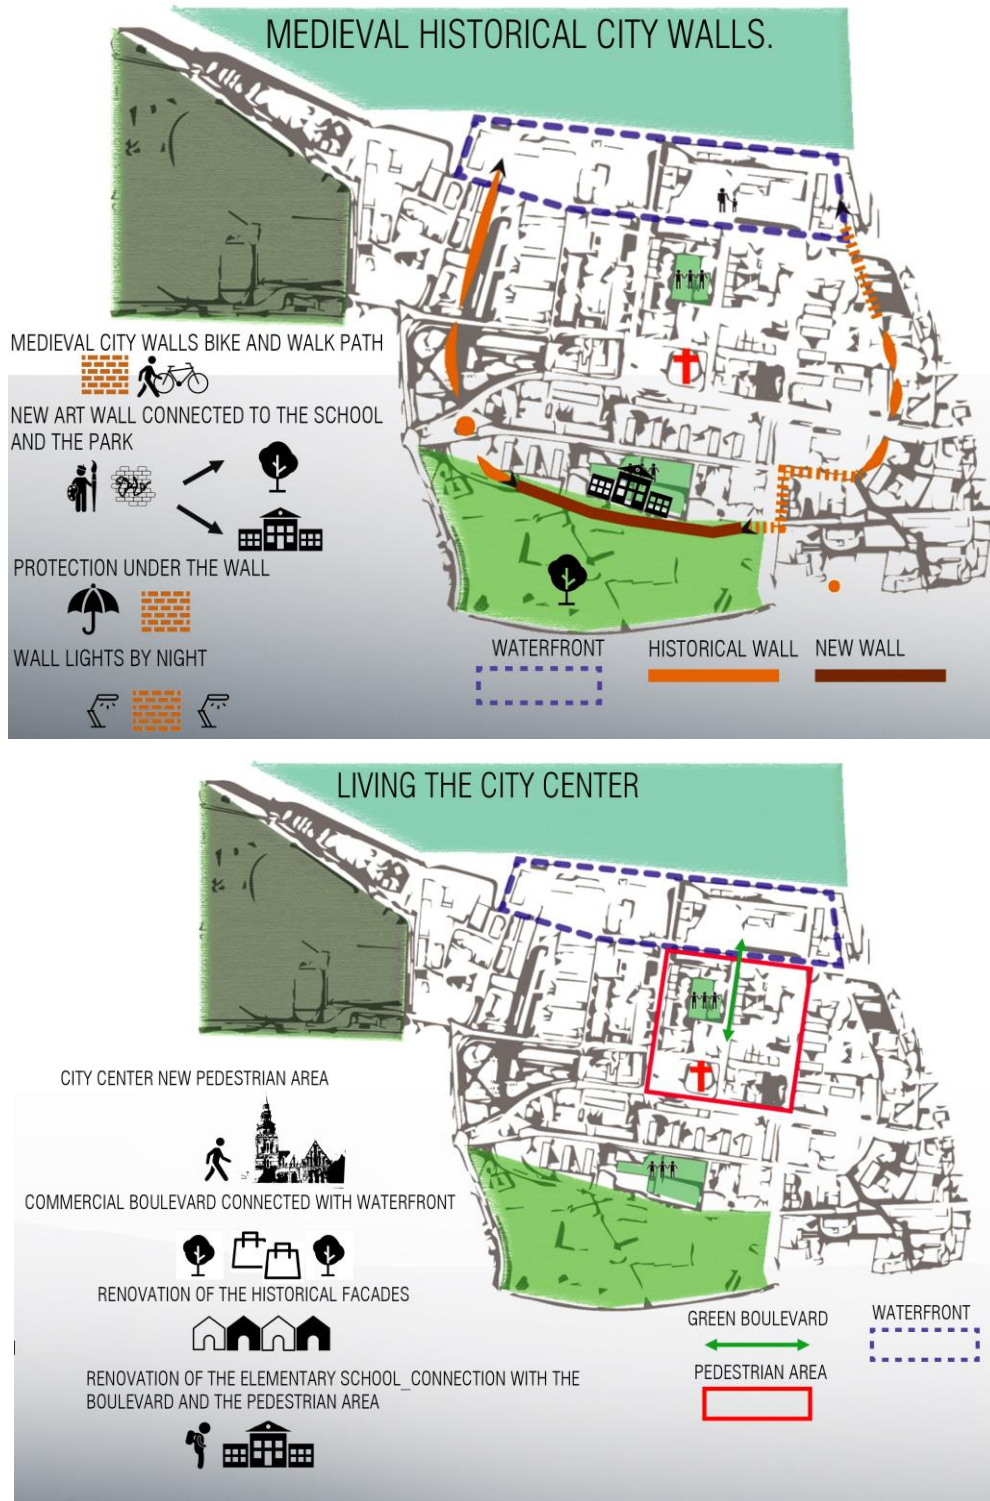 MEDIEVAL HISTORICAL CITY WALLS.
MEDIEVAL CITY WALLS BIKE AND WALK PATH
NEW ART WALL CONNECTED TO THE SCHOOL
AND THE PARK
PROTECTION UNDER THE WALL
WALL LIGHTS BY NIGHT
WATERFRONT
HISTORICAL WALL
NEW WALL
LIVING THE CITY CENTER
CITY CENTER NEW PEDESTRIAN AREA
COMMERCIAL BOULEVARD CONNECTED WITH WATERFRONT
RENOVATION OF THE HISTORICAL FACADES
RENOVATION OF THE ELEMENTARY SCHOOL_CONNECTION WITH THE
BOULEVARD AND THE PEDESTRIAN AREA
GREEN BOULEVARD
WATERFRONT
PEDESTRIAN AREA